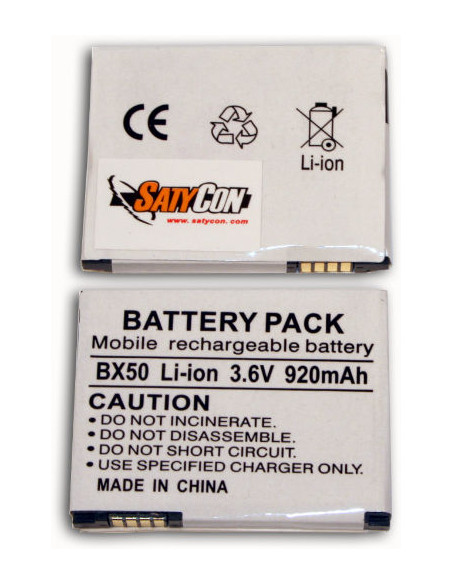 CE
Li-ion
SATYCON
www. satycon. com
BATTERY PACK
Mobile rechargeable battery
BX50 Li-ion 3.6V 920mAh
CAUTION
• DO NOT INCINERATE.
• DO NOT DISASSEMBLE.
• DO NOT SHORT CIRCUIT.
• USE SPECIFIED CHARGER ONLY.
MADE IN CHINA